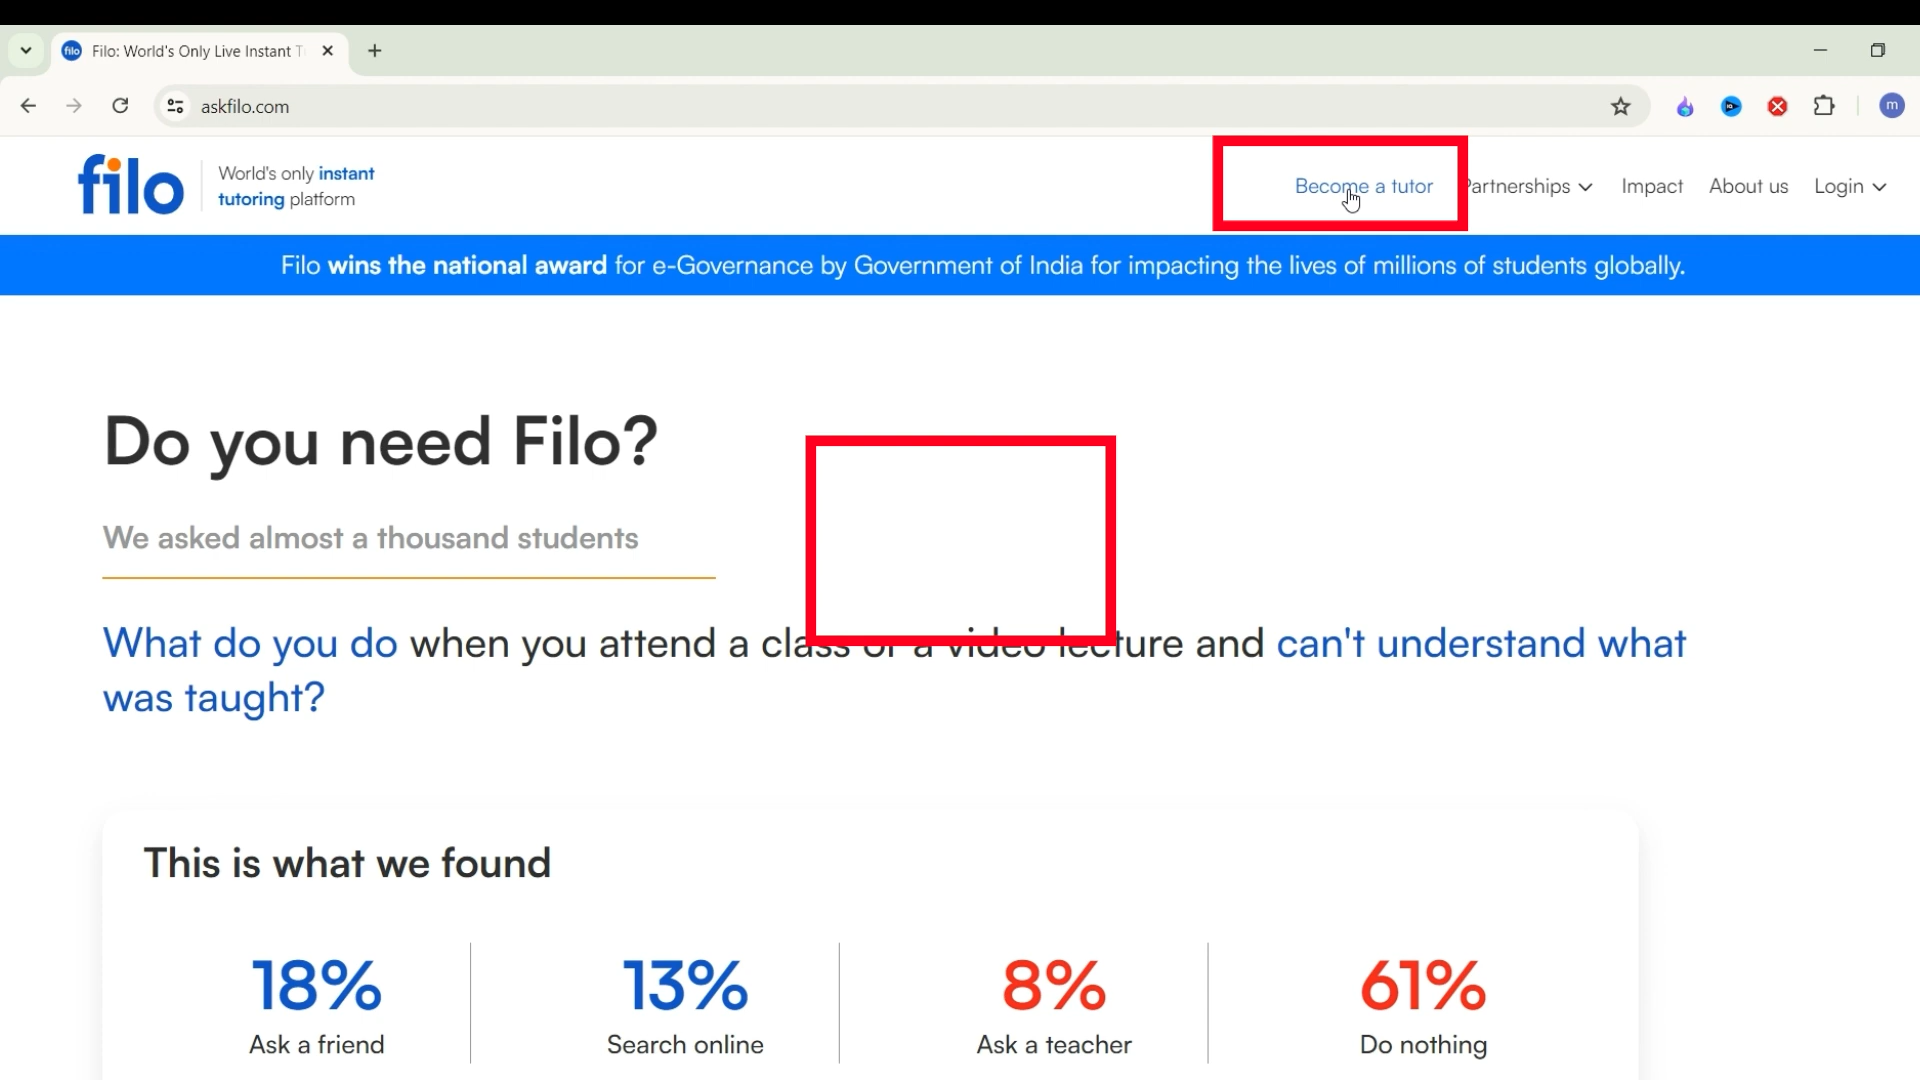 Filo: World's Only Live Instant T
askfilo.com
m
filo
World's only instant
tutoring platform
Become a tutor
Partnerships
Impact
About us
Login
Filo wins the national award for e-Governance by Government of India for impacting the lives of millions of students globally.
Do you need Filo?
We asked almost a thousand students
What do you do when you attend a class or a video lecture and can't understand what
was taught?
This is what we found
18%
13%
8%
61%
Ask a friend
Search online
Ask a teacher
Do nothing